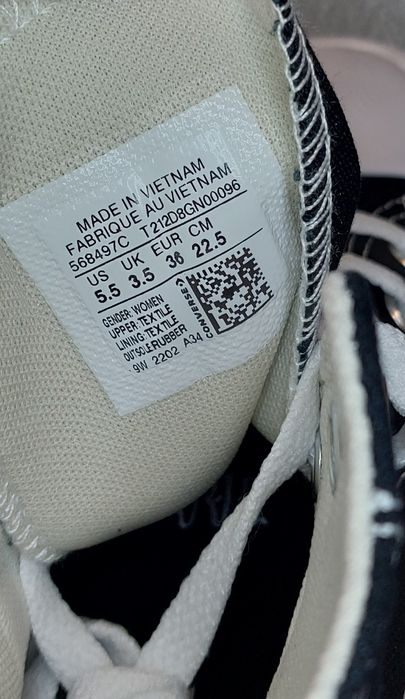 MADE IN VIETNAM
FABRIQUE AU VIETNAM
568497C T212D8GN00096
US UK EUR CM
5.5 3.5 36 22.5
GENDER: WOMEN
UPPER: TEXTILE
LINING: TEXTILE
OUTSOLE: RUBBER
9W 2202 A34
CONVERSE